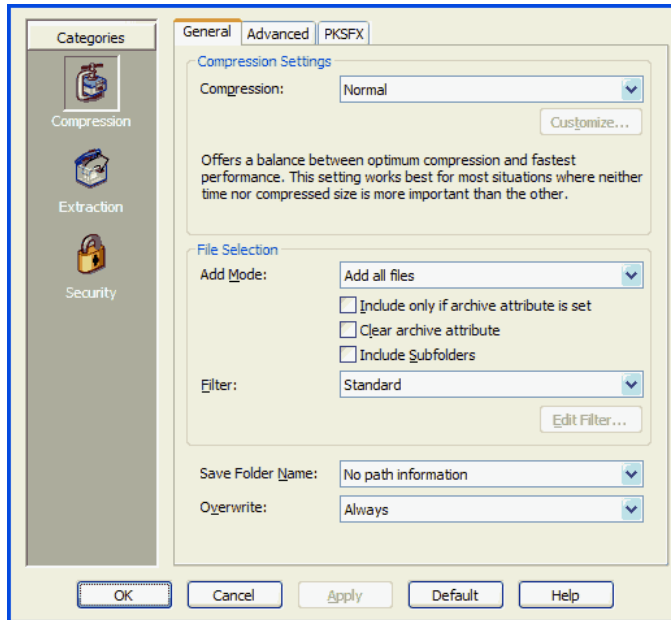 Categories
Compression
Extraction
Security
General
Advanced
PKSFX
Compression Settings
Compression:
Normal
Customize...
Offers a balance between optimum compression and fastest
performance. This setting works best for most situations where neither
time nor compressed size is more important than the other.
File Selection
Add Mode:
Add all files
Include only if archive attribute is set
Clear archive attribute
Include Subfolders
Filter:
Standard
Edit Filter...
Save Folder Name:
No path information
Overwrite:
Always
OK
Cancel
Apply
Default
Help